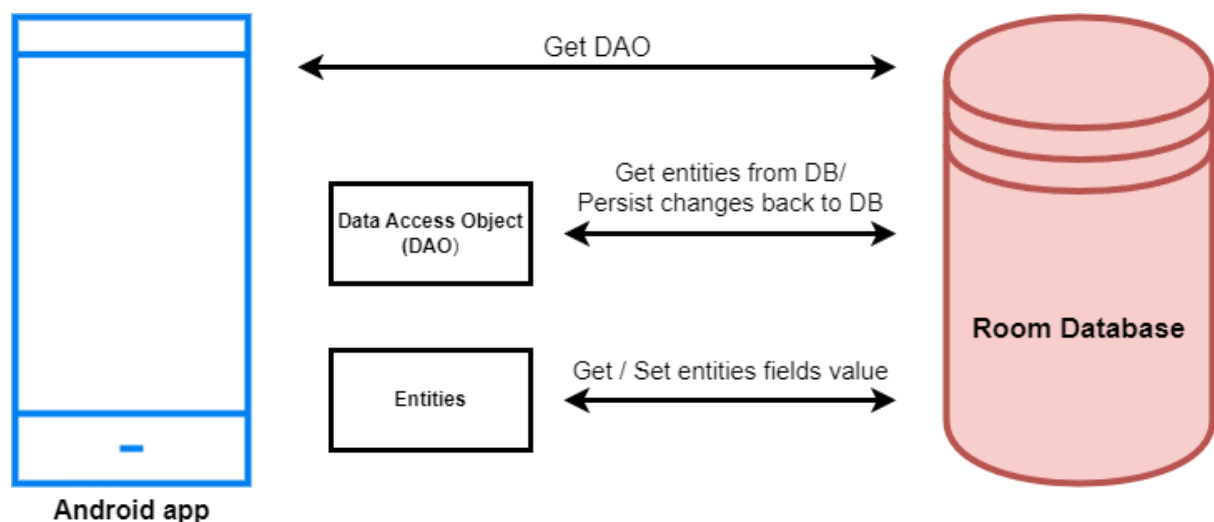 Get DAO
Get entities from DB/
Persist changes back to DB
Data Access Object
(DAO)
Room Database
Get / Set entities fields value
Entities
Android app